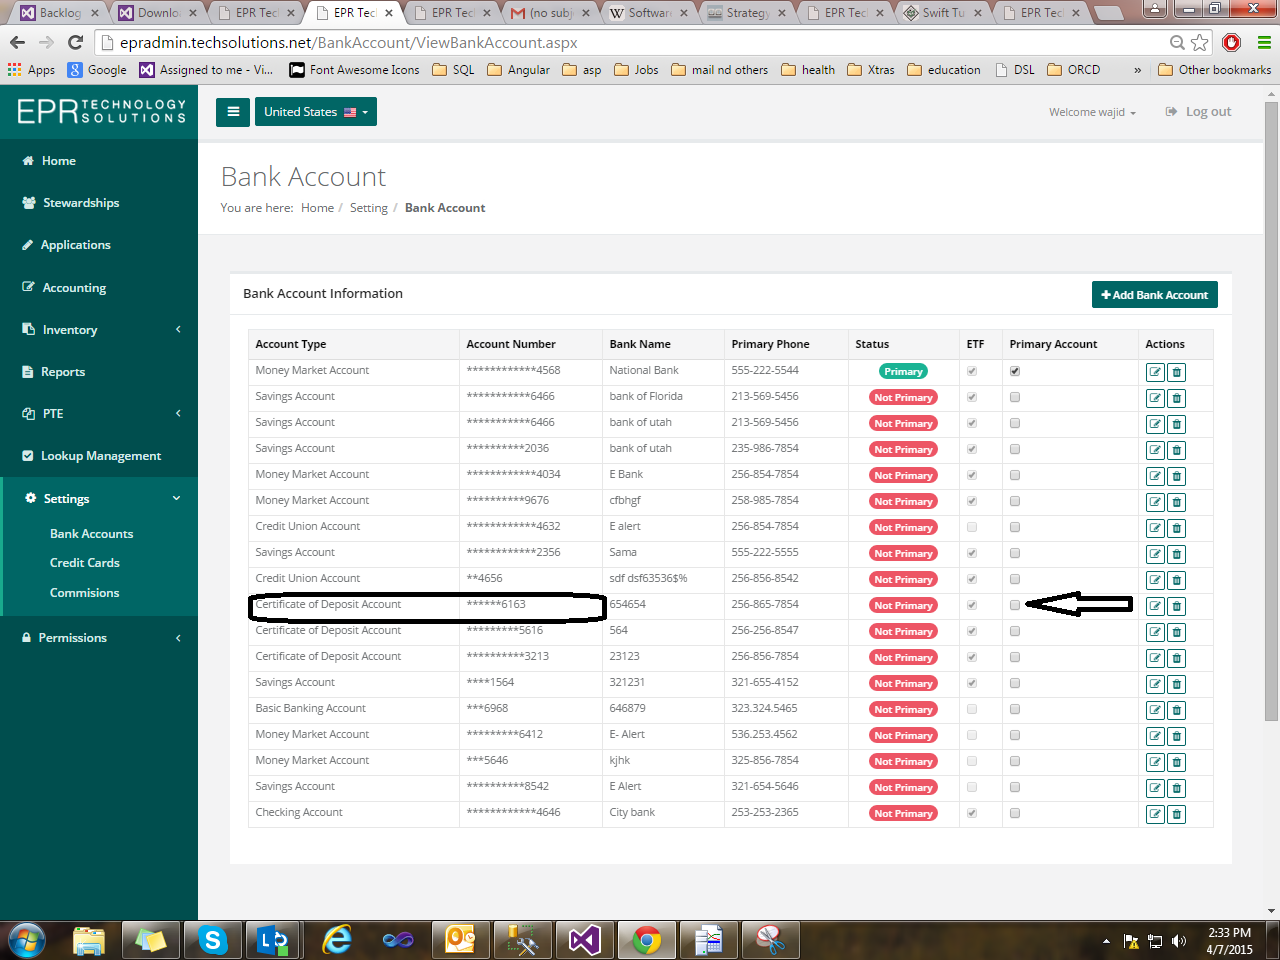 Backlog
Downlo
EPR Tec
EPR Tec
EPR Tec
(no subj
Software
Strategy
EPR Tec
Swift Tu
EPR Tec
epradmin.techsolutions.net/BankAccount/ViewBankAccount.aspx
Apps Google Assigned to me - Vi... Font Awesome Icons SQL Angular asp Jobs mail nd others health Xtras education DSL ORCD » Other bookmarks
EPR TECHNOLOGY SOLUTIONS
United States
Welcome wajid
Log out
Home
Stewardships
Applications
Accounting
Inventory
Reports
PTE
Lookup Management
Settings
Bank Accounts
Credit Cards
Commisions
Permissions
Bank Account
You are here: Home / Setting / Bank Account
Bank Account Information
+ Add Bank Account
Account Type Account Number Bank Name Primary Phone Status ETF Primary Account Actions
Money Market Account ************4568 National Bank 555-222-5544 Primary
Savings Account ***********6466 bank of Florida 213-569-5456 Not Primary
Savings Account ***********6466 bank of utah 213-569-5456 Not Primary
Savings Account **********2036 bank of utah 235-986-7854 Not Primary
Money Market Account ************4034 E Bank 256-854-7854 Not Primary
Money Market Account **********9676 cfbhgf 258-985-7854 Not Primary
Credit Union Account ************4632 E alert 256-854-7854 Not Primary
Savings Account ************2356 Sama 555-222-5555 Not Primary
Credit Union Account **4656 sdf dsf63536$% 256-856-8542 Not Primary
Certificate of Deposit Account ******6163 654654 256-865-7854 Not Primary
Certificate of Deposit Account *********5616 564 256-256-8547 Not Primary
Certificate of Deposit Account **********3213 23123 256-856-7854 Not Primary
Savings Account ****1564 321231 321-655-4152 Not Primary
Basic Banking Account ***6968 646879 323.324.5465 Not Primary
Money Market Account *********6412 E- Alert 536.253.4562 Not Primary
Money Market Account ***5646 kjhk 325-856-7854 Not Primary
Savings Account **********8542 E Alert 321-654-5646 Not Primary
Checking Account ************4646 City bank 253-253-2365 Not Primary
2:33 PM
4/7/2015